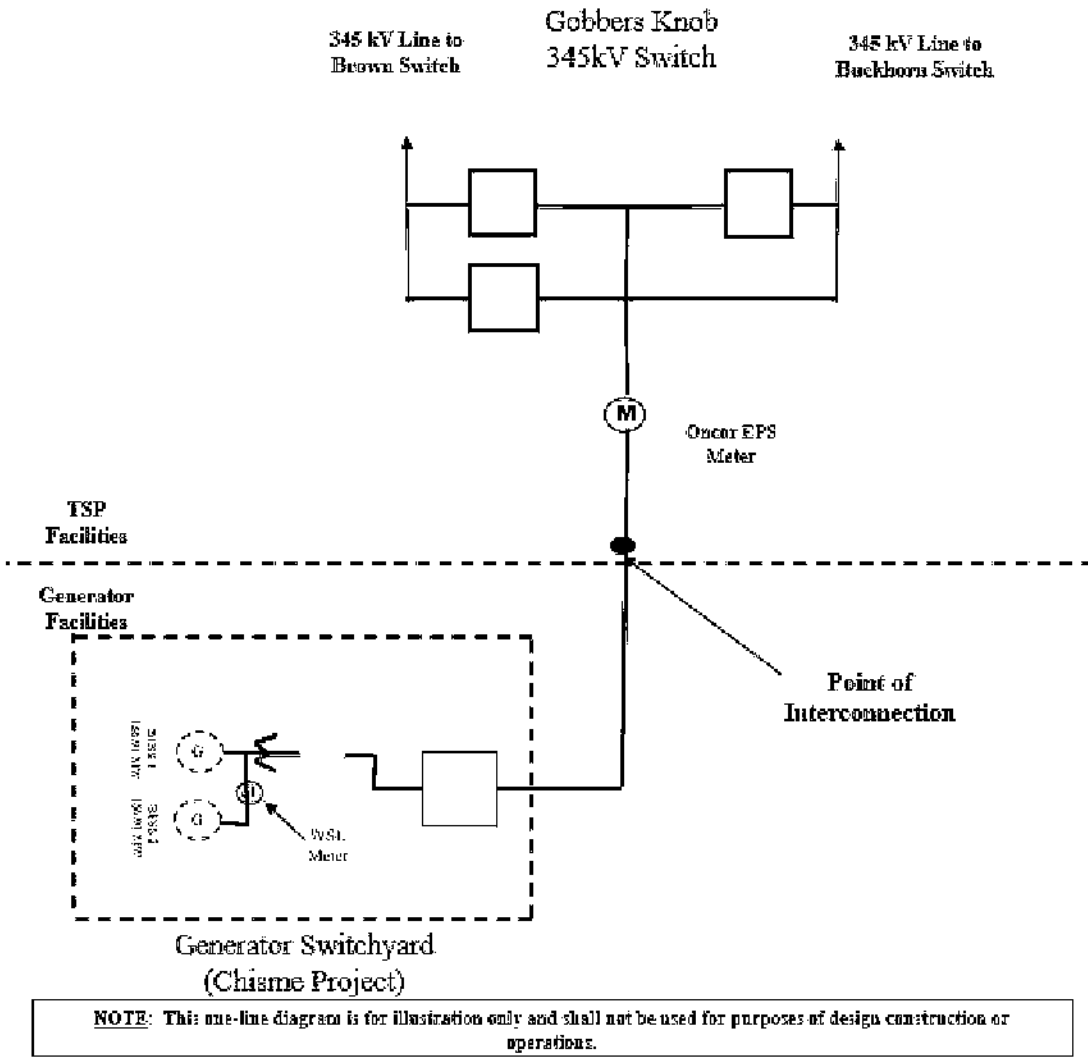 Gobbers Knob
345kV Switch
345 kV Line to
Brown Switch
345 kV Line to
Buckhorn Switch
M
Oncor EPS
Meter
TSP
Facilities
Generator
Facilities
Point of
Interconnection
G
G
WSL
Meter
Generator Switchyard
(Chisme Project)
NOTE: This one-line diagram is for illustration only and shall not be used for purposes of design construction or
operations.